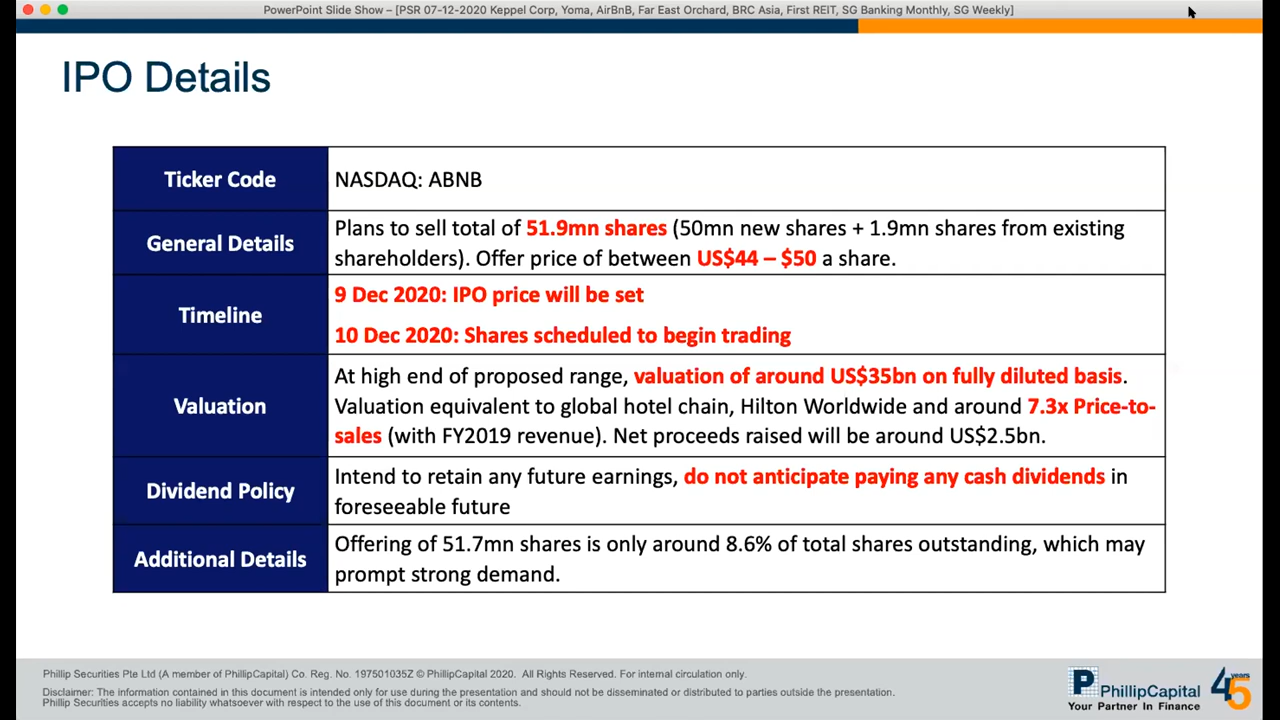 PowerPoint Slide Show – [PSR 07-12-2020 Keppel Corp, Yoma, AirBnB, Far East Orchard, BRC Asia, First REIT, SG Banking Monthly, SG Weekly]
IPO Details
Ticker Code
NASDAQ: ABNB
General Details
Plans to sell total of 51.9mn shares (50mn new shares + 1.9mn shares from existing
shareholders). Offer price of between US$44 – $50 a share.
Timeline
9 Dec 2020: IPO price will be set
10 Dec 2020: Shares scheduled to begin trading
Valuation
At high end of proposed range, valuation of around US$35bn on fully diluted basis.
Valuation equivalent to global hotel chain, Hilton Worldwide and around 7.3x Price-to-
sales (with FY2019 revenue). Net proceeds raised will be around US$2.5bn.
Dividend Policy
Intend to retain any future earnings, do not anticipate paying any cash dividends in
foreseeable future
Additional Details
Offering of 51.7mn shares is only around 8.6% of total shares outstanding, which may
prompt strong demand.
Phillip Securities Pte Ltd (A member of PhillipCapital) Co. Reg. No. 197501035Z © PhillipCapital 2020. All Rights Reserved. For internal circulation only.
Disclaimer: The information contained in this document is intended only for use during the presentation and should not be disseminated or distributed to parties outside the presentation.
Phillip Securities accepts no liability whatsoever with respect to the use of this document or its contents.
P PhillipCapital
Your Partner In Finance
45 years